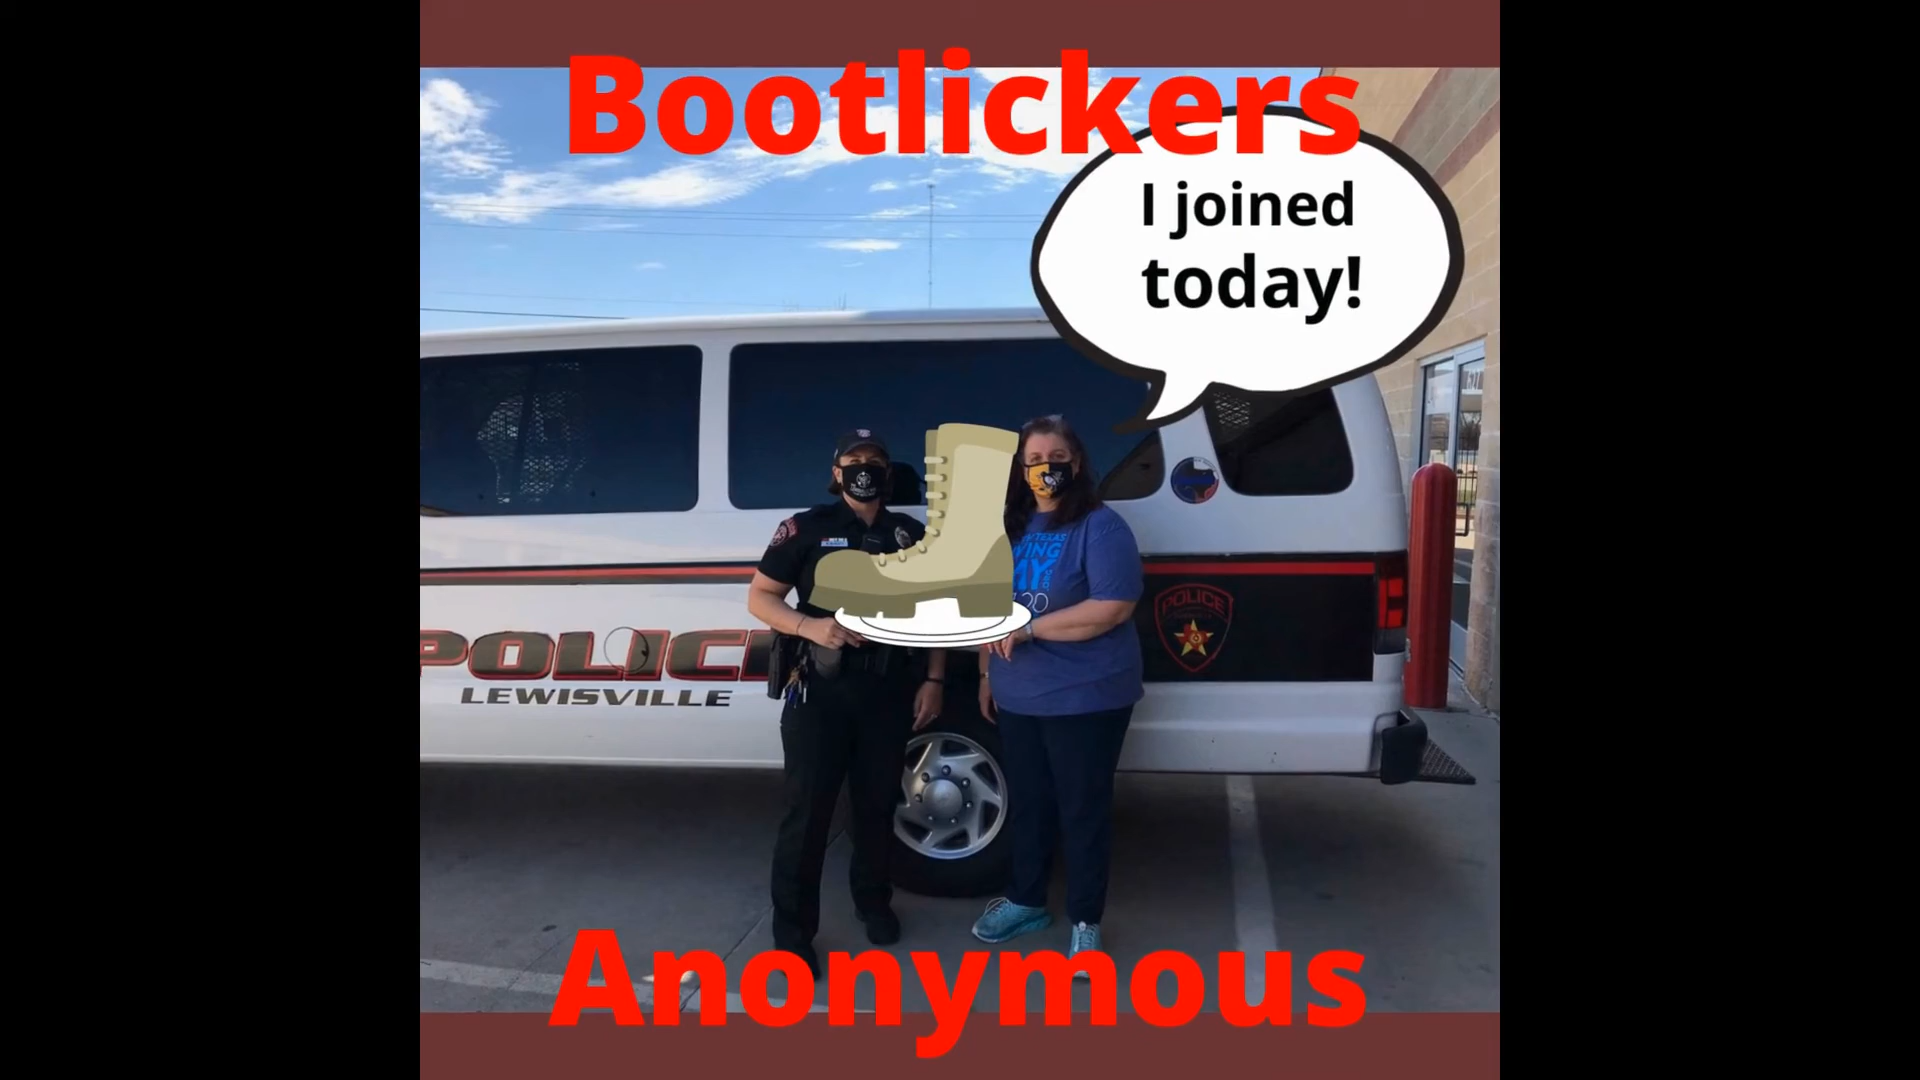 Bootlickers
I joined
today!
POLICE
LEWISVILLE
POLICE
Anonymous